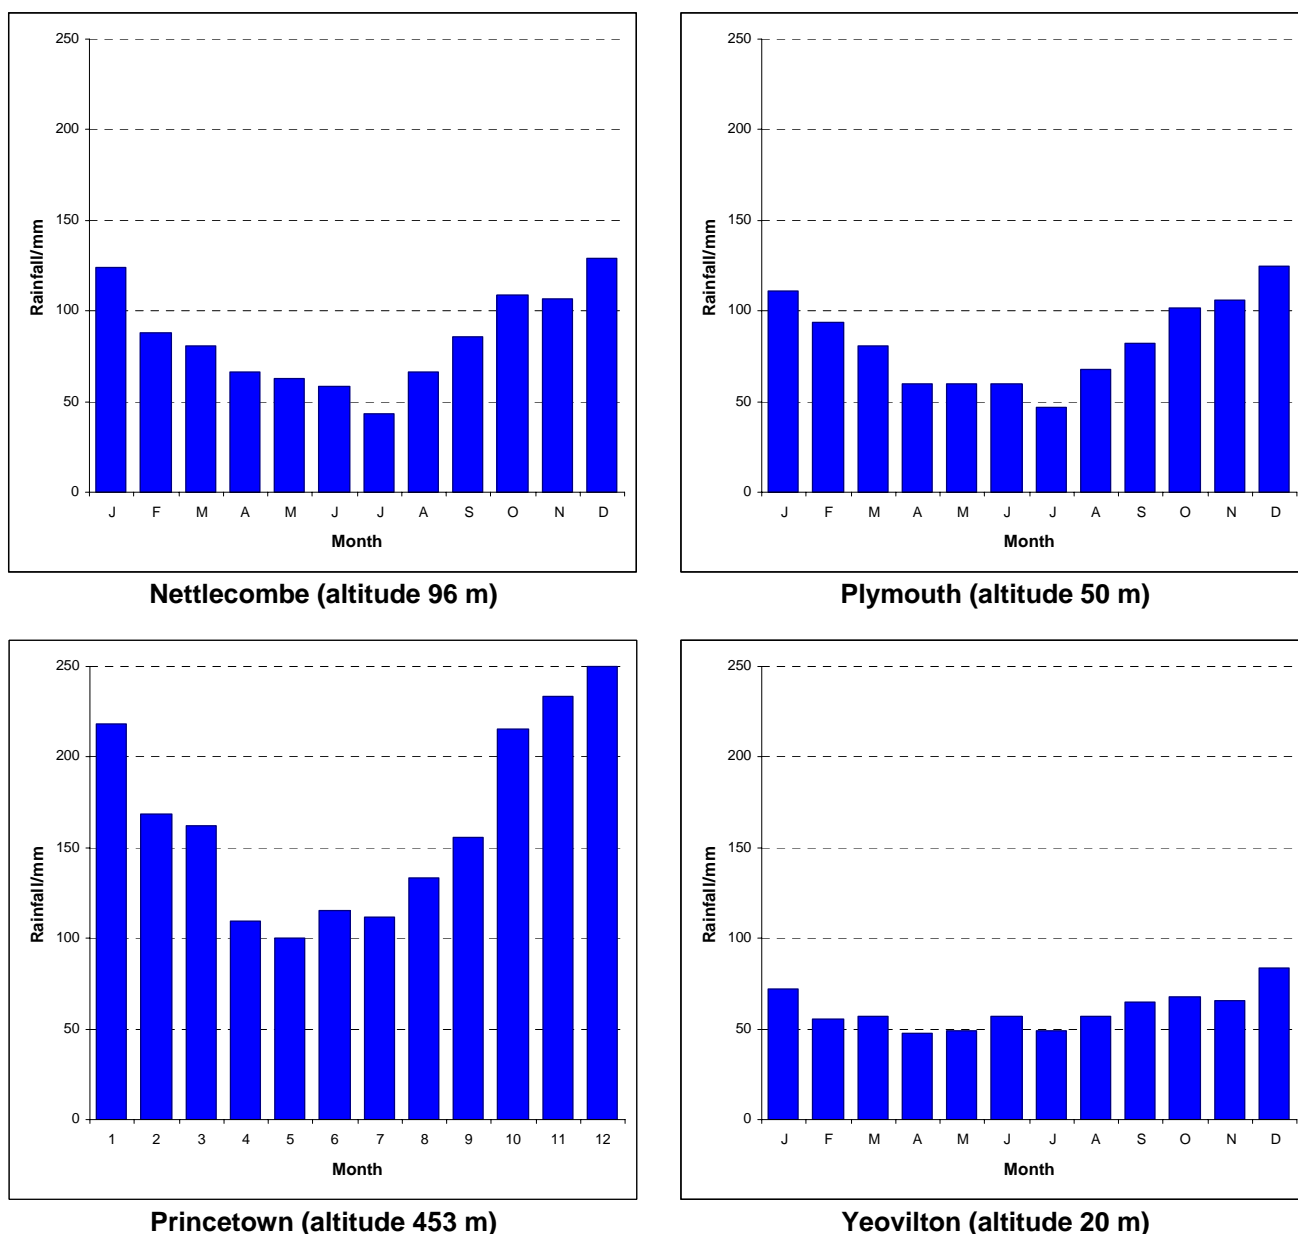 250
200
150
100
50
0
Rainfall/mm
J F M A M J J A S O N D
Month
Nettlecombe (altitude 96 m)
250
200
150
100
50
0
Rainfall/mm
J F M A M J J A S O N D
Month
Plymouth (altitude 50 m)
250
200
150
100
50
0
Rainfall/mm
1 2 3 4 5 6 7 8 9 10 11 12
Month
Princetown (altitude 453 m)
250
200
150
100
50
0
Rainfall/mm
J F M A M J J A S O N D
Month
Yeovilton (altitude 20 m)